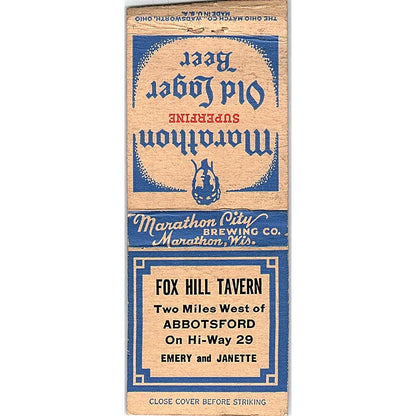 THE OHIO MATCH CO., WADSWORTH, OHIO
MADE IN U.S.A.
Marathon
SUPERFINE
Old Lager
Beer
Marathon City
BREWING CO.
Marathon, Wis.
FOX HILL TAVERN
Two Miles West of
ABBOTSFORD
On Hi-Way 29
EMERY and JANETTE
CLOSE COVER BEFORE STRIKING